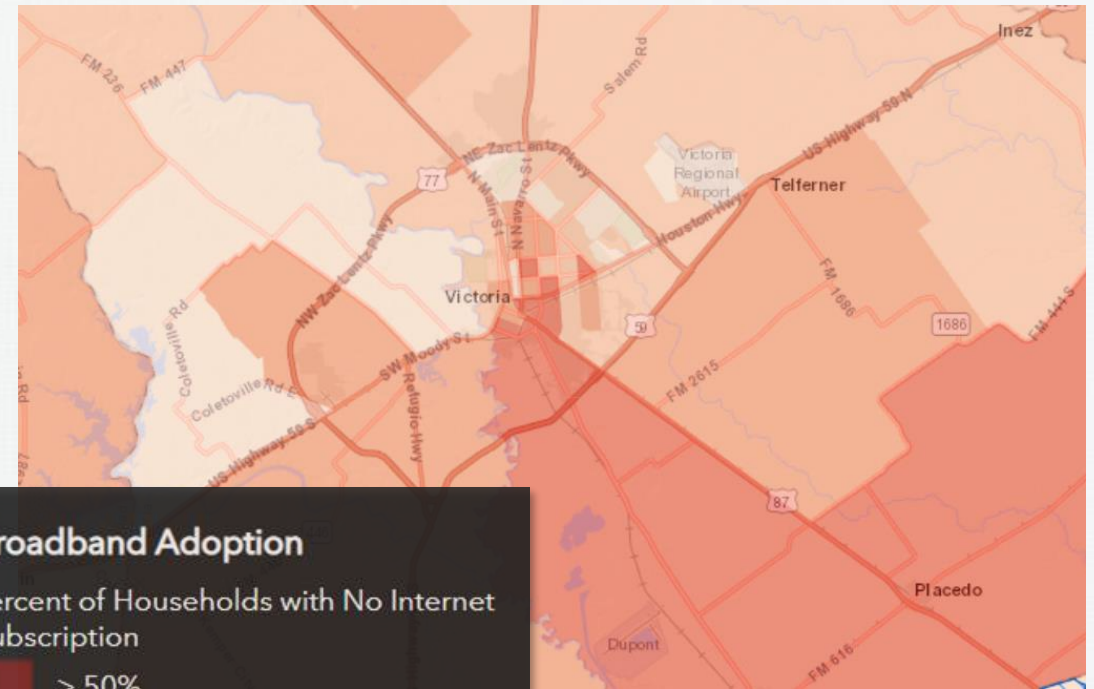 Inez
FM 236
FM 447
Salem Rd
US Highway 59 N
NE Zac Lentz Pkwy
Victoria
Regional
Airport
77
Telferner
N Main St
N Navarro St
Houston Hwy
NW Zac Lentz Pkwy
Victoria
FM 1686
1686
FM 444 S
59
Coletoville Rd
SW Moody St
FM 2615
Refugio Hwy
Coletoville Rd E
US Highway 59 S
87
Placedo
Dupont
FM 616
roadband Adoption
ercent of Households with No Internet
ubscription
> 50%